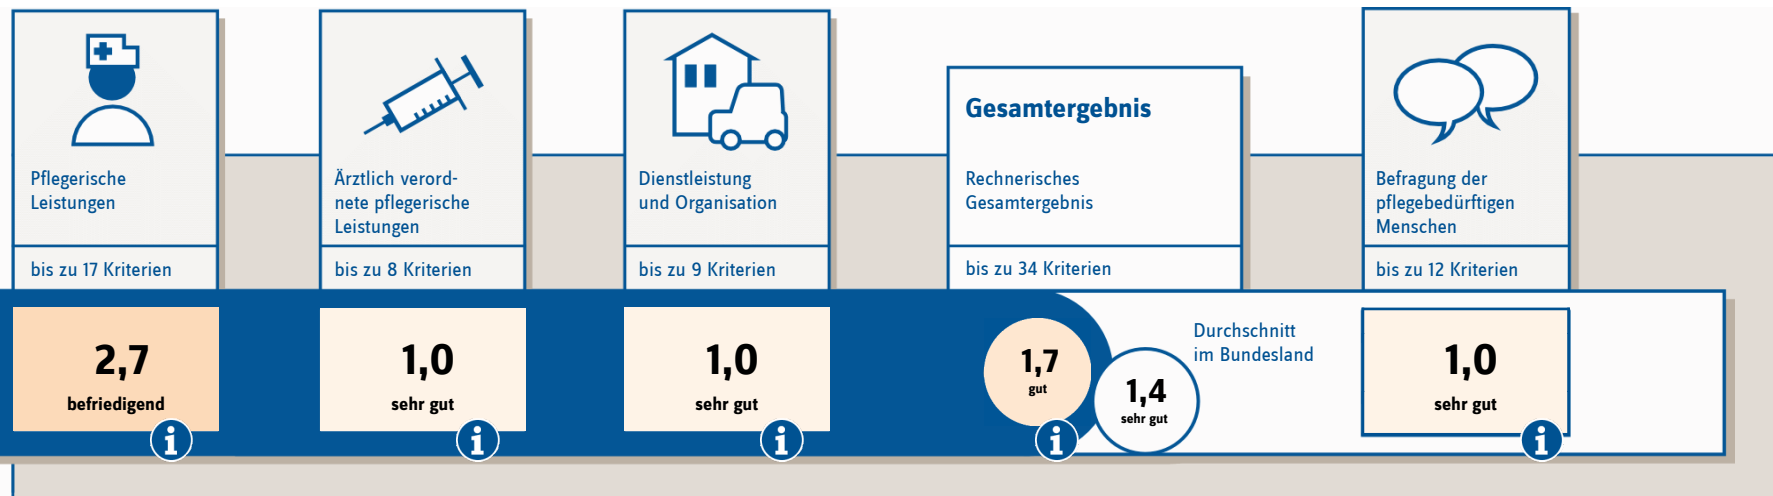 Pflegerische
Leistungen
bis zu 17 Kriterien
2,7
befriedigend
i
Ärztlich verord-
nete pflegerische
Leistungen
bis zu 8 Kriterien
1,0
sehr gut
i
Dienstleistung
und Organisation
bis zu 9 Kriterien
1,0
sehr gut
i
Gesamtergebnis
Rechnerisches
Gesamtergebnis
bis zu 34 Kriterien
1,7
gut
i
Durchschnitt
im Bundesland
1,4
sehr gut
Befragung der
pflegebedürftigen
Menschen
bis zu 12 Kriterien
1,0
sehr gut
i